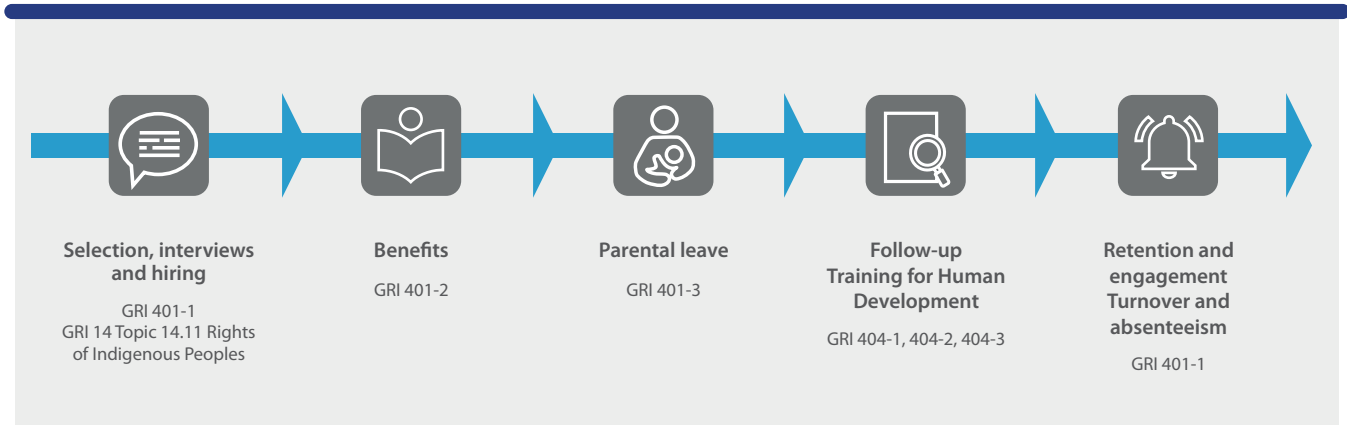 Selection, interviews
and hiring
GRI 401-1
GRI 14 Topic 14.11 Rights
of Indigenous Peoples
Benefits
GRI 401-2
Parental leave
GRI 401-3
Follow-up
Training for Human
Development
GRI 404-1, 404-2, 404-3
Retention and
engagement
Turnover and
absenteeism
GRI 401-1